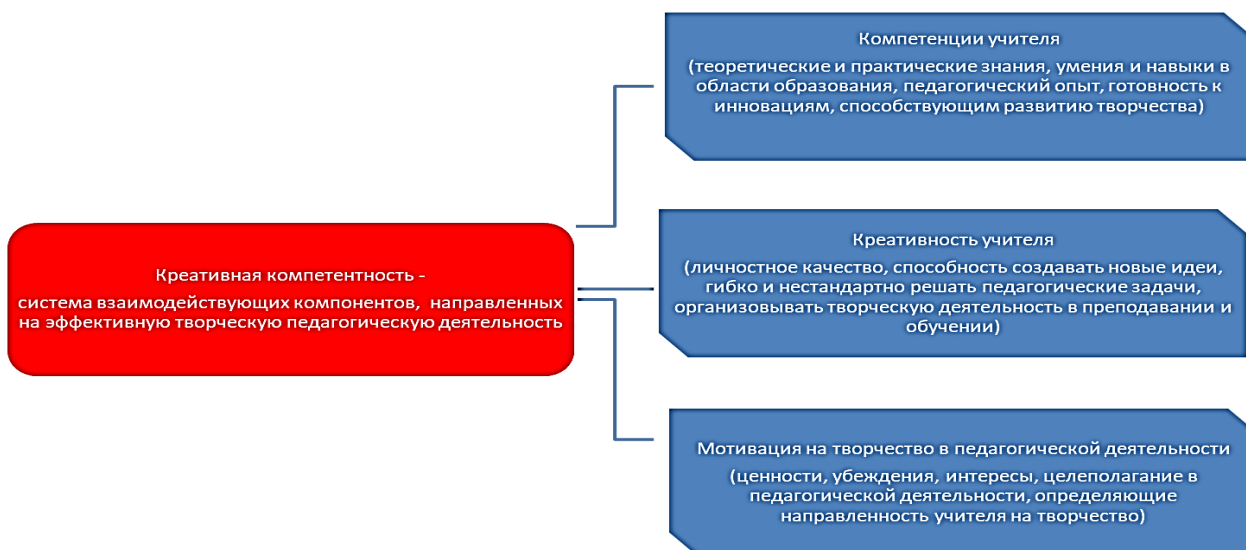 Компетенции учителя
(теоретические и практические знания, умения и навыки в
области образования, педагогический опыт, готовность к
инновациям, способствующим развитию творчества)
Креативная компетентность -
система взаимодействующих компонентов, направленных
на эффективную творческую педагогическую деятельность
Креативность учителя
(личностное качество, способность создавать новые идеи,
гибко и нестандартно решать педагогические задачи,
организовывать творческую деятельность в преподавании и
обучении)
Мотивация на творчество в педагогической деятельности
(ценности, убеждения, интересы, целеполагание в
педагогической деятельности, определяющие
направленность учителя на творчество)